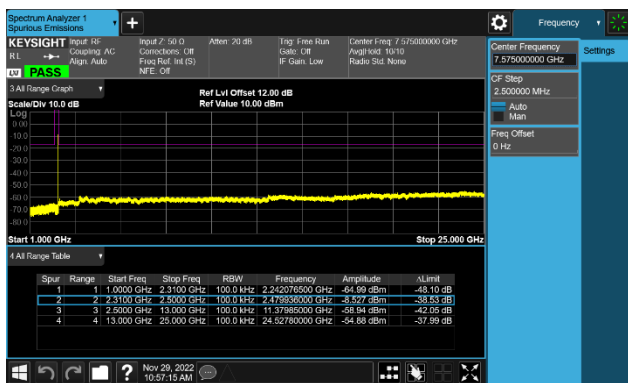 Spectrum Analyzer 1
Spurious Emissions
Frequency
KEYSIGHT Input: RF
Coupling: AC
Align: Auto
Input Z: 50 Ω
Corrections: Off
Freq Ref: Int (S)
NFE: Off
Atten: 20 dB
Trig: Free Run
Gate: Off
IF Gain: Low
Center Freq: 7.575000000 GHz
Avg|Hold: 10/10
Radio Std: None
R L
LV PASS
Center Frequency
7.575000000 GHz
Settings
CF Step
2.500000 MHz
Auto
Man
Freq Offset
0 Hz
3 All Range Graph
Ref Lvl Offset 12.00 dB
Scale/Div 10.0 dB
Ref Value 10.00 dBm
Log
0.00
-10.0
-20.0
-30.0
-40.0
-50.0
-60.0
-70.0
-80.0
Start 1.000 GHz
Stop 25.000 GHz
4 All Range Table
Spur Range Start Freq Stop Freq RBW Frequency Amplitude ΔLimit
1 1 1.0000 GHz 2.3100 GHz 100.0 kHz 2.242076500 GHz -64.99 dBm -48.10 dB
2 2 2.3100 GHz 2.5000 GHz 100.0 kHz 2.479936000 GHz -8.527 dBm -38.53 dB
3 3 2.5000 GHz 13.000 GHz 100.0 kHz 11.37985000 GHz -58.94 dBm -42.05 dB
4 4 13.000 GHz 25.000 GHz 100.0 kHz 24.52780000 GHz -54.88 dBm -37.99 dB
?
Nov 29, 2022
10:57:15 AM